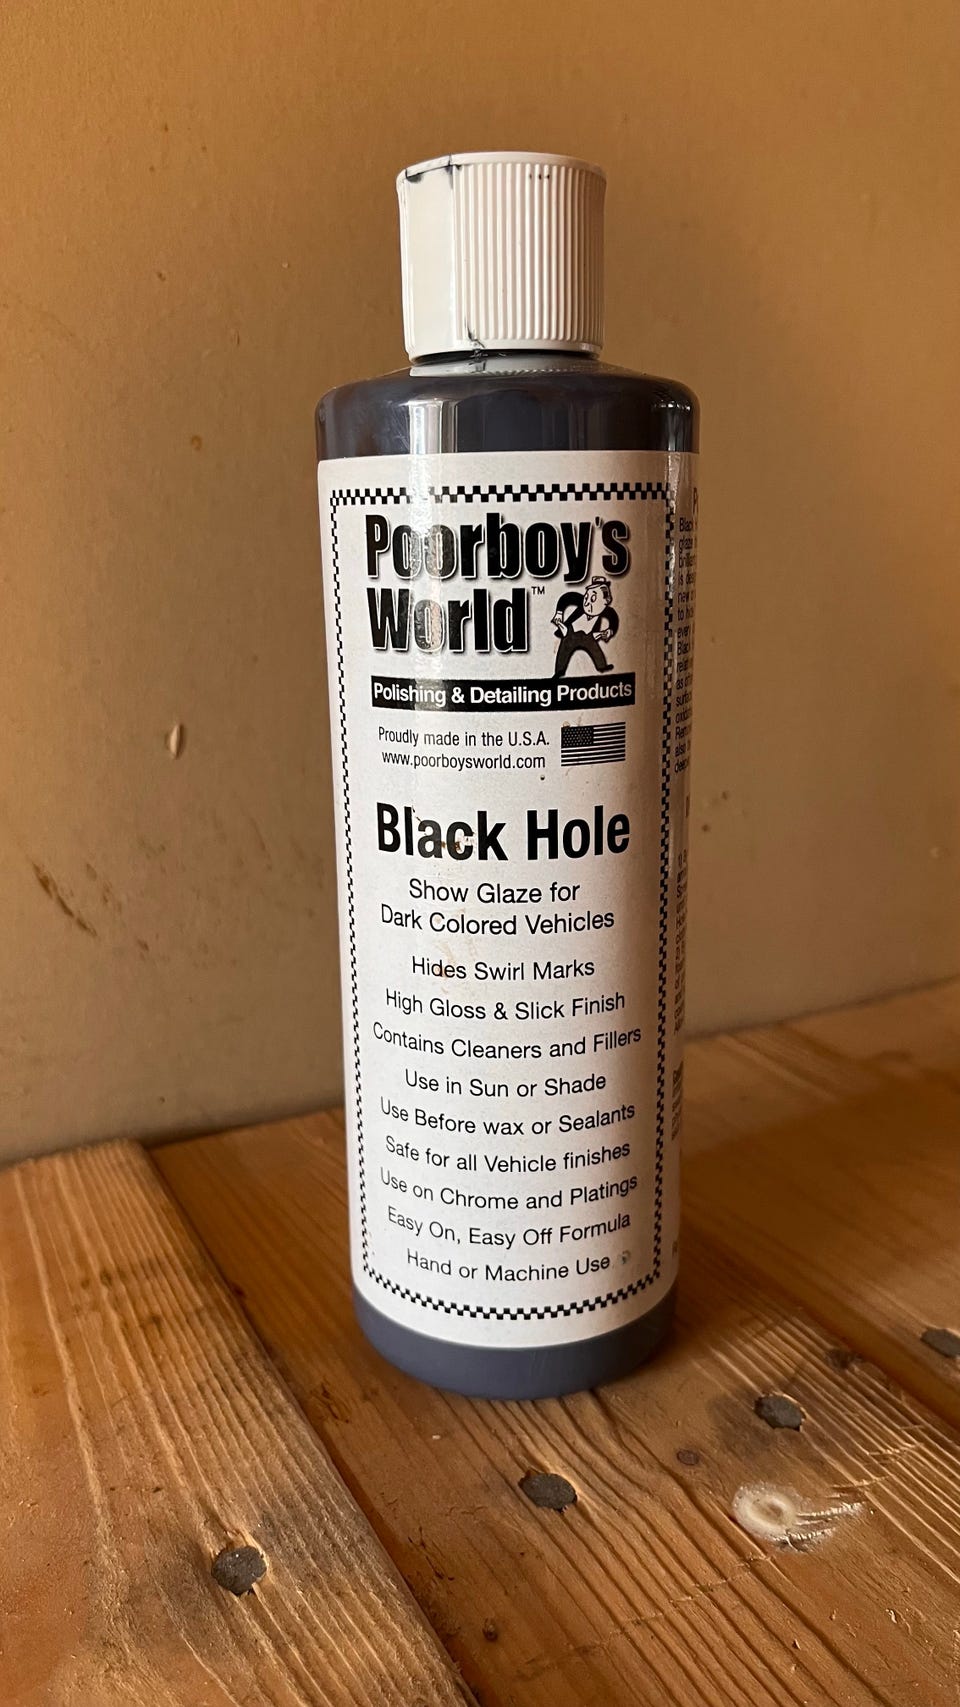 Poorboy's
World™
Polishing & Detailing Products
Proudly made in the U.S.A.
www.poorboysworld.com
Black Hole
Show Glaze for
Dark Colored Vehicles
Hides Swirl Marks
High Gloss & Slick Finish
Contains Cleaners and Fillers
Use in Sun or Shade
Use Before wax or Sealants
Safe for all Vehicle finishes
Use on Chrome and Platings
Easy On, Easy Off Formula
Hand or Machine Use